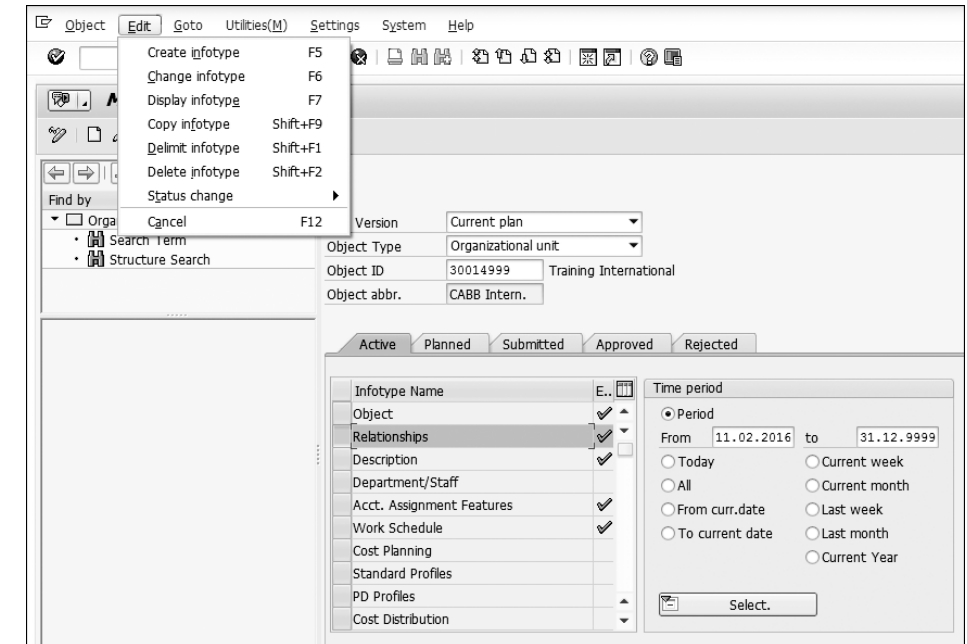 Object Edit Goto Utilities(M) Settings System Help
Create infotype F5
Change infotype F6
Display infotype F7
Copy infotype Shift+F9
Delimit infotype Shift+F1
Delete infotype Shift+F2
Status change
Cancel F12
Find by
Orga
Search Term
Structure Search
Version Current plan
Object Type Organizational unit
Object ID 30014999 Training International
Object abbr. CABB Intern.
Active Planned Submitted Approved Rejected
Infotype Name E..
Object
Relationships
Description
Department/Staff
Acct. Assignment Features
Work Schedule
Cost Planning
Standard Profiles
PD Profiles
Cost Distribution
Time period
Period
From 11.02.2016 to 31.12.9999
Today Current week
All Current month
From curr.date Last week
To current date Last month
Current Year
Select.